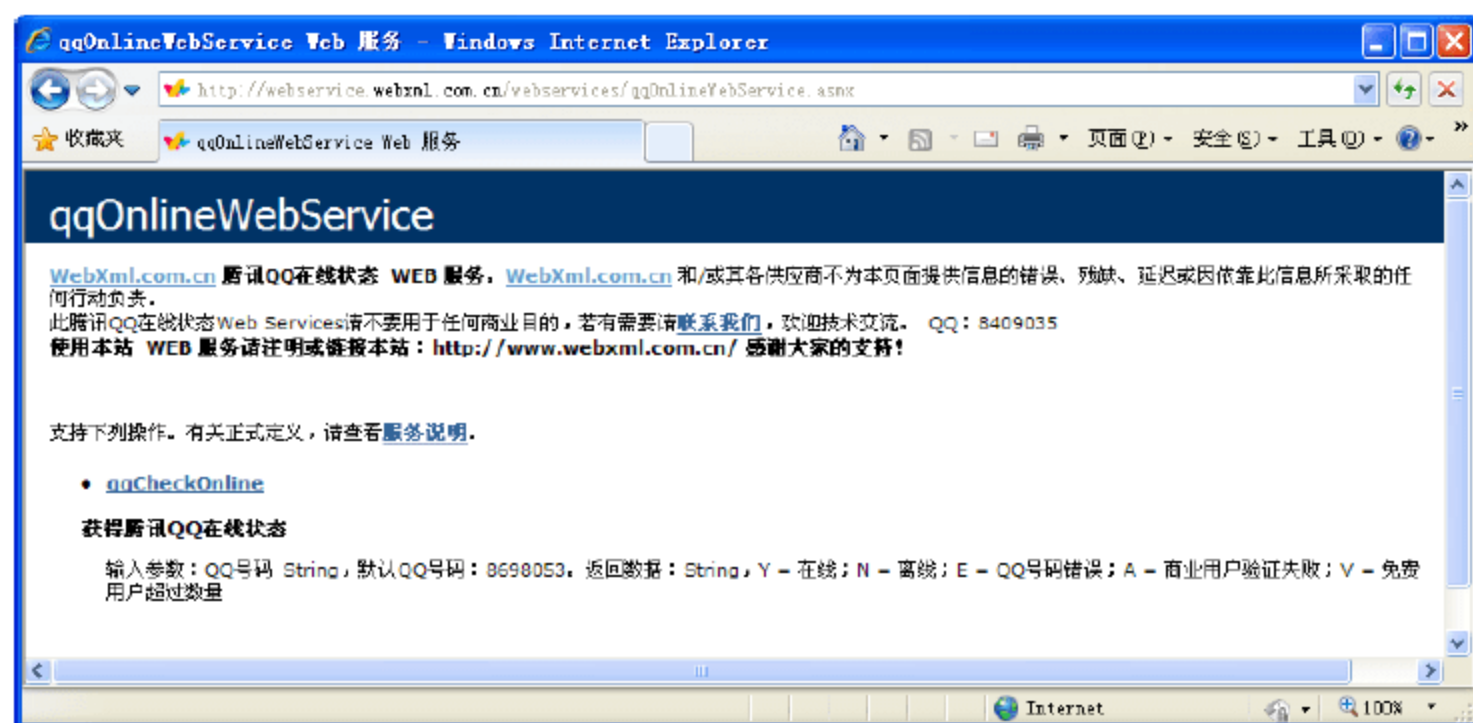 qqOnlineWebService Web 服务 - Windows Internet Explorer
http://webservice.webxml.com.cn/webservices/qqOnlineWebService.asmx
收藏夹 qqOnlineWebService Web 服务 页面(P) 安全(S) 工具(O) »
qqOnlineWebService
WebXml.com.cn 腾讯QQ在线状态 WEB 服务。WebXml.com.cn 和/或其各供应商不为本页面提供信息的错误、残缺、延迟或因依靠此信息所采取的任
何行动负责。
此腾讯QQ在线状态Web Services请不要用于任何商业目的，若有需要请联系我们，欢迎技术交流。 QQ：8409035
使用本站 WEB 服务请注明或链接本站：http://www.webxml.com.cn/ 感谢大家的支持！
支持下列操作。有关正式定义，请查看服务说明。
• qqCheckOnline
获得腾讯QQ在线状态
输入参数：QQ号码 String，默认QQ号码：8698053。返回数据：String，Y = 在线；N = 离线；E = QQ号码错误；A = 商业用户验证失败；V = 免费
用户超过数量
Internet 100%